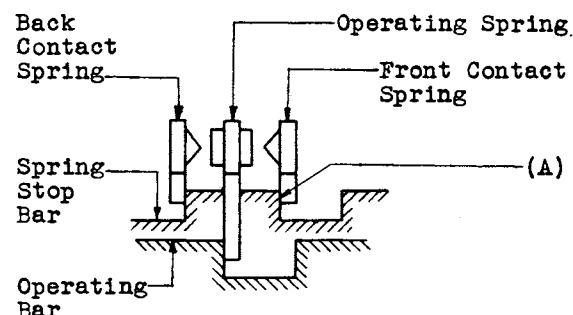 Back
Contact
Spring
Operating Spring
Front Contact
Spring
Spring
Stop
Bar
(A)
Operating
Bar